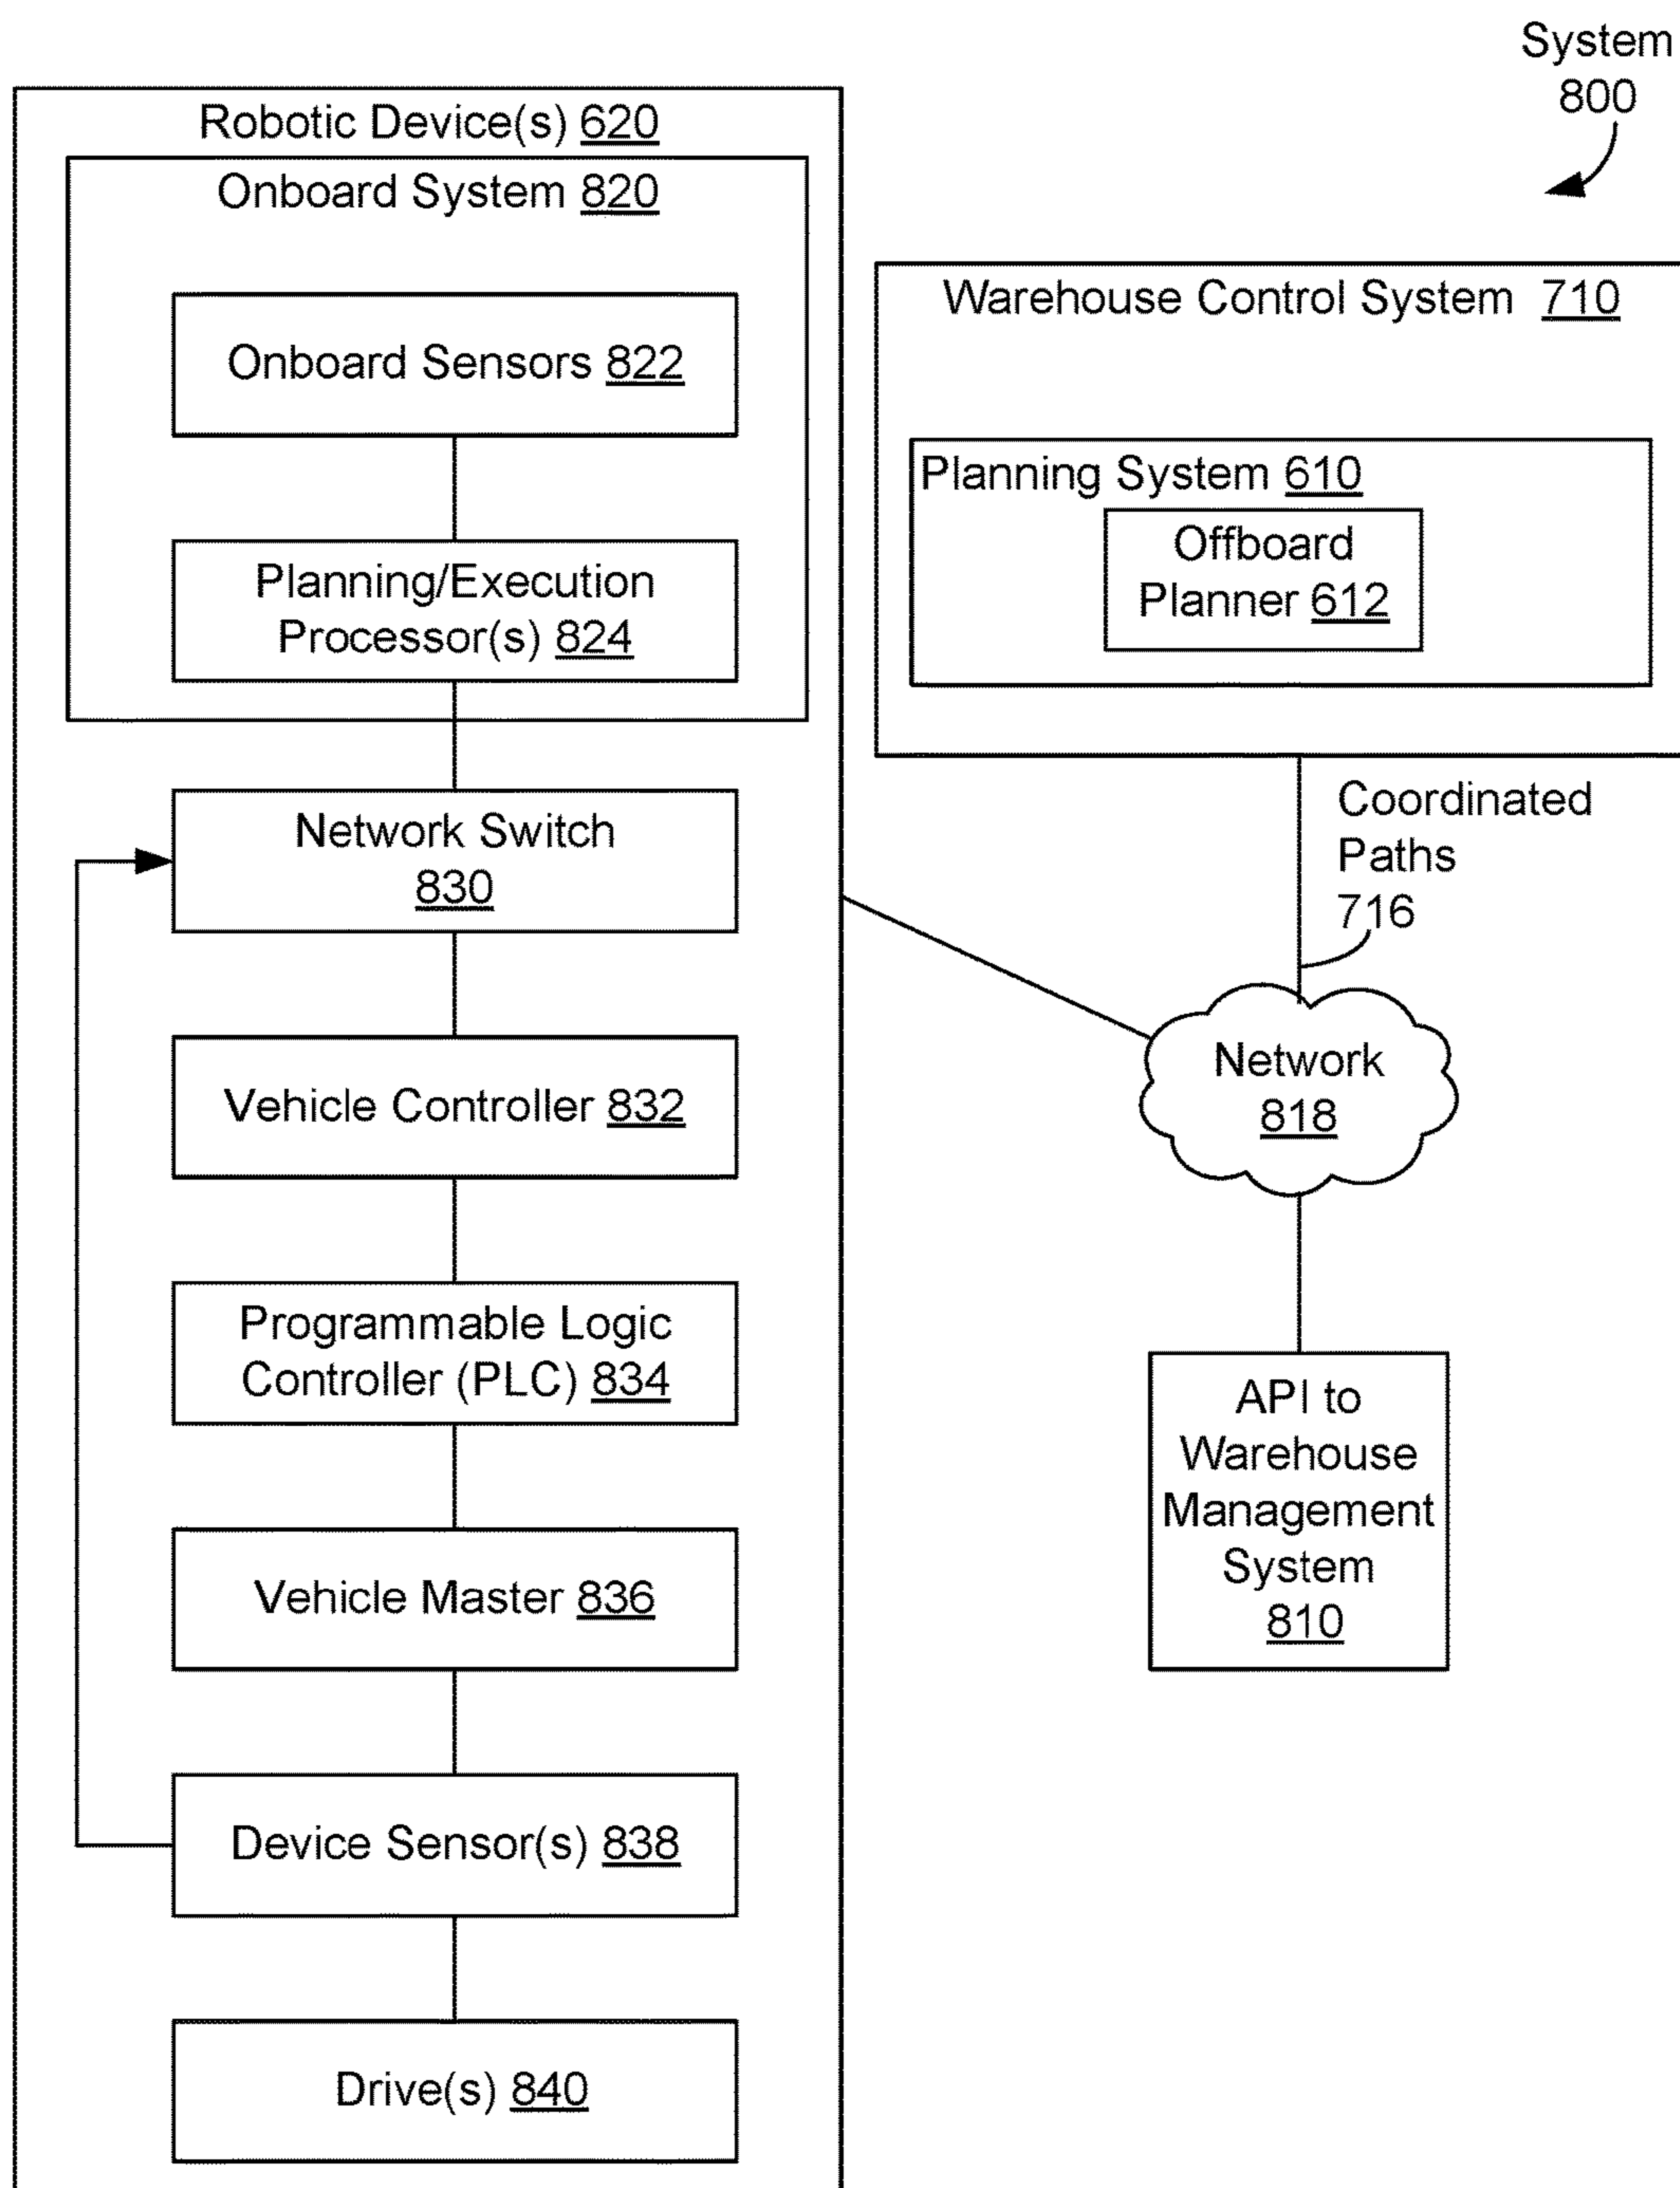 System
800
Robotic Device(s) 620
Onboard System 820
Onboard Sensors 822
Planning/Execution
Processor(s) 824
Network Switch
830
Vehicle Controller 832
Programmable Logic
Controller (PLC) 834
Vehicle Master 836
Device Sensor(s) 838
Drive(s) 840
Warehouse Control System 710
Planning System 610
Offboard
Planner 612
Coordinated
Paths
716
Network
818
API to
Warehouse
Management
System
810